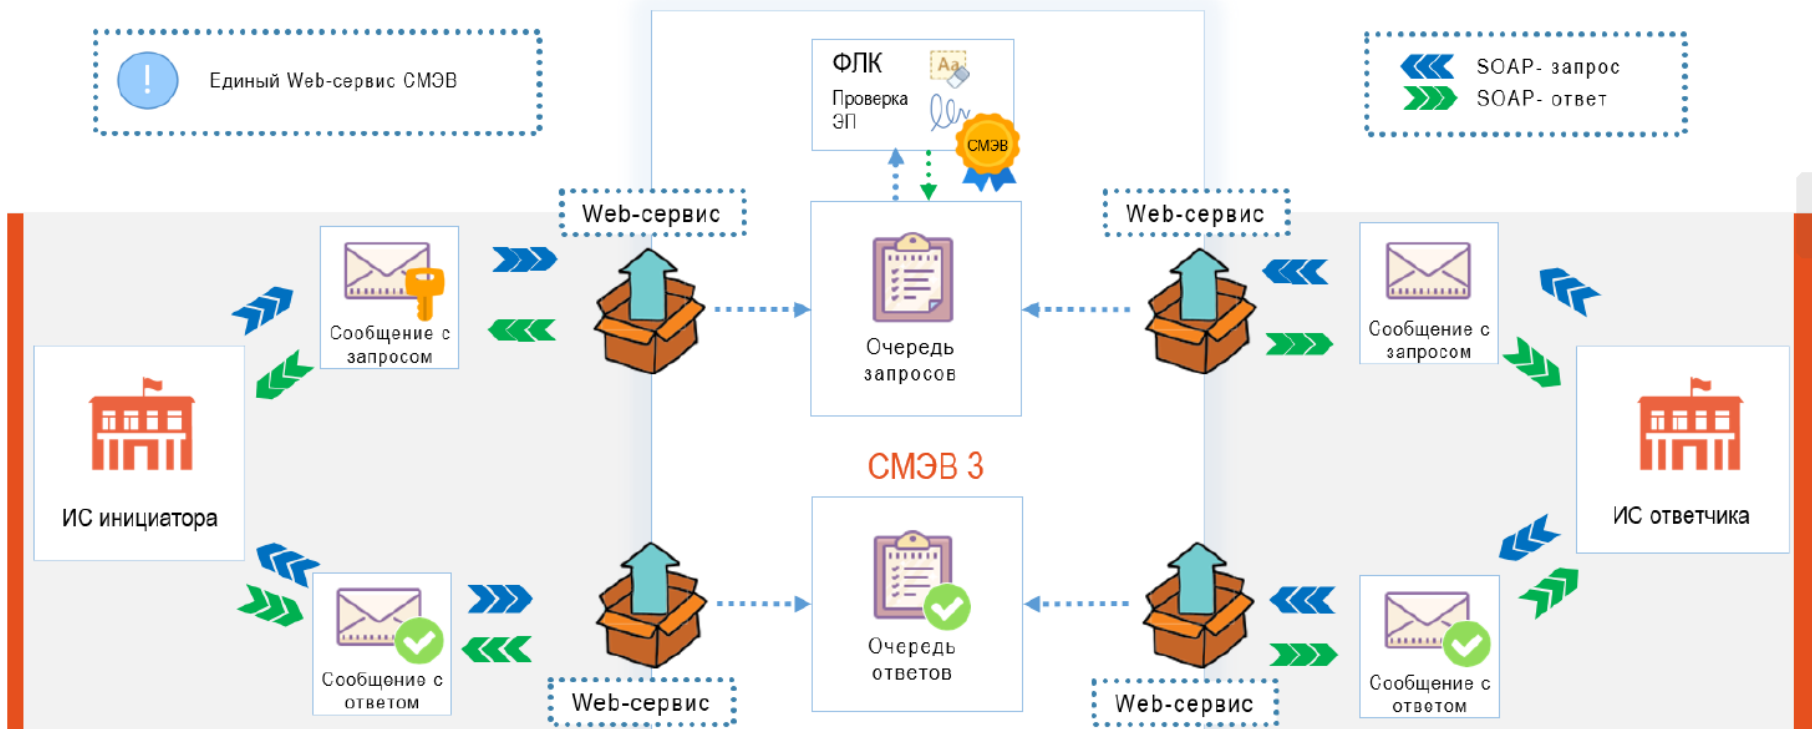 Единый Web-сервис СМЭВ
ФЛК
Aa
Проверка
ЭП
СМЭВ
SOAP- запрос
SOAP- ответ
Web-сервис
Web-сервис
Сообщение с
запросом
Очередь
запросов
Сообщение с
запросом
ИС инициатора
СМЭВ 3
ИС ответчика
Сообщение с
ответом
Web-сервис
Очередь
ответов
Web-сервис
Сообщение с
ответом